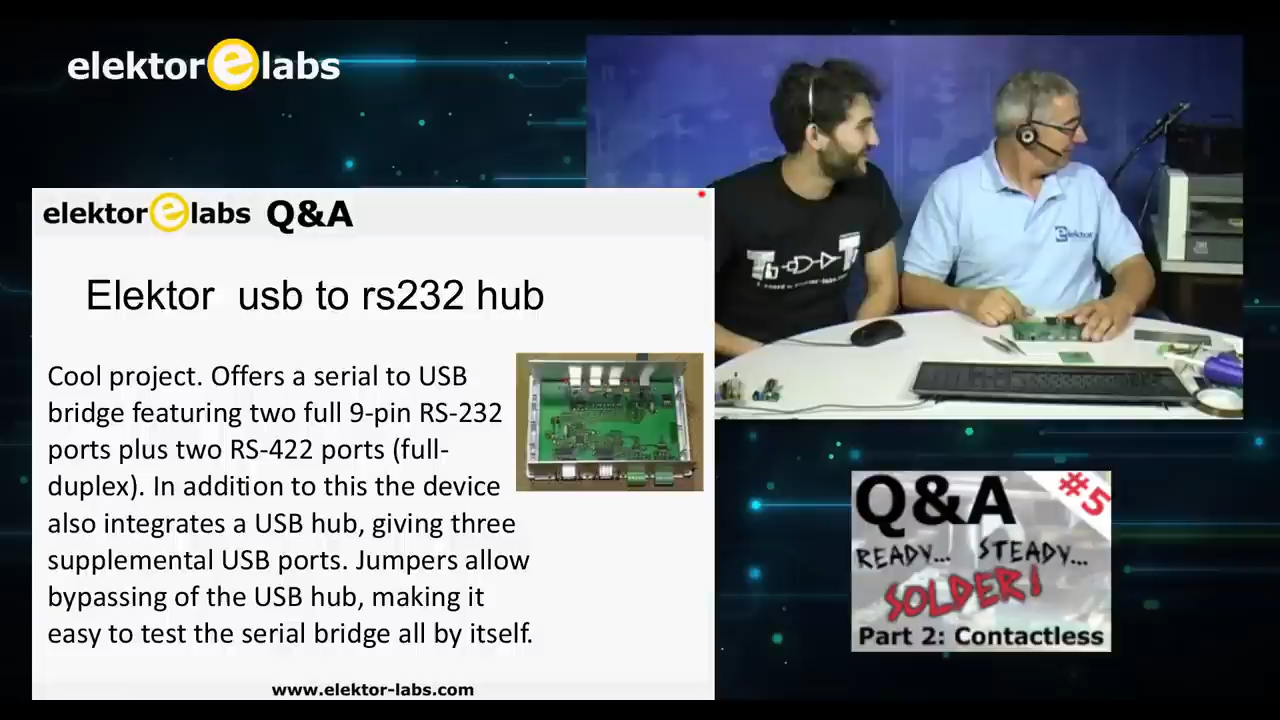 elektor e labs
elektor e labs Q&A
Elektor usb to rs232 hub
Cool project. Offers a serial to USB
bridge featuring two full 9-pin RS-232
ports plus two RS-422 ports (full-
duplex). In addition to this the device
also integrates a USB hub, giving three
supplemental USB ports. Jumpers allow
bypassing of the USB hub, making it
easy to test the serial bridge all by itself.
www.elektor-labs.com
elektor
Q&A
#5
READY... STEADY...
SOLDER!
Part 2: Contactless